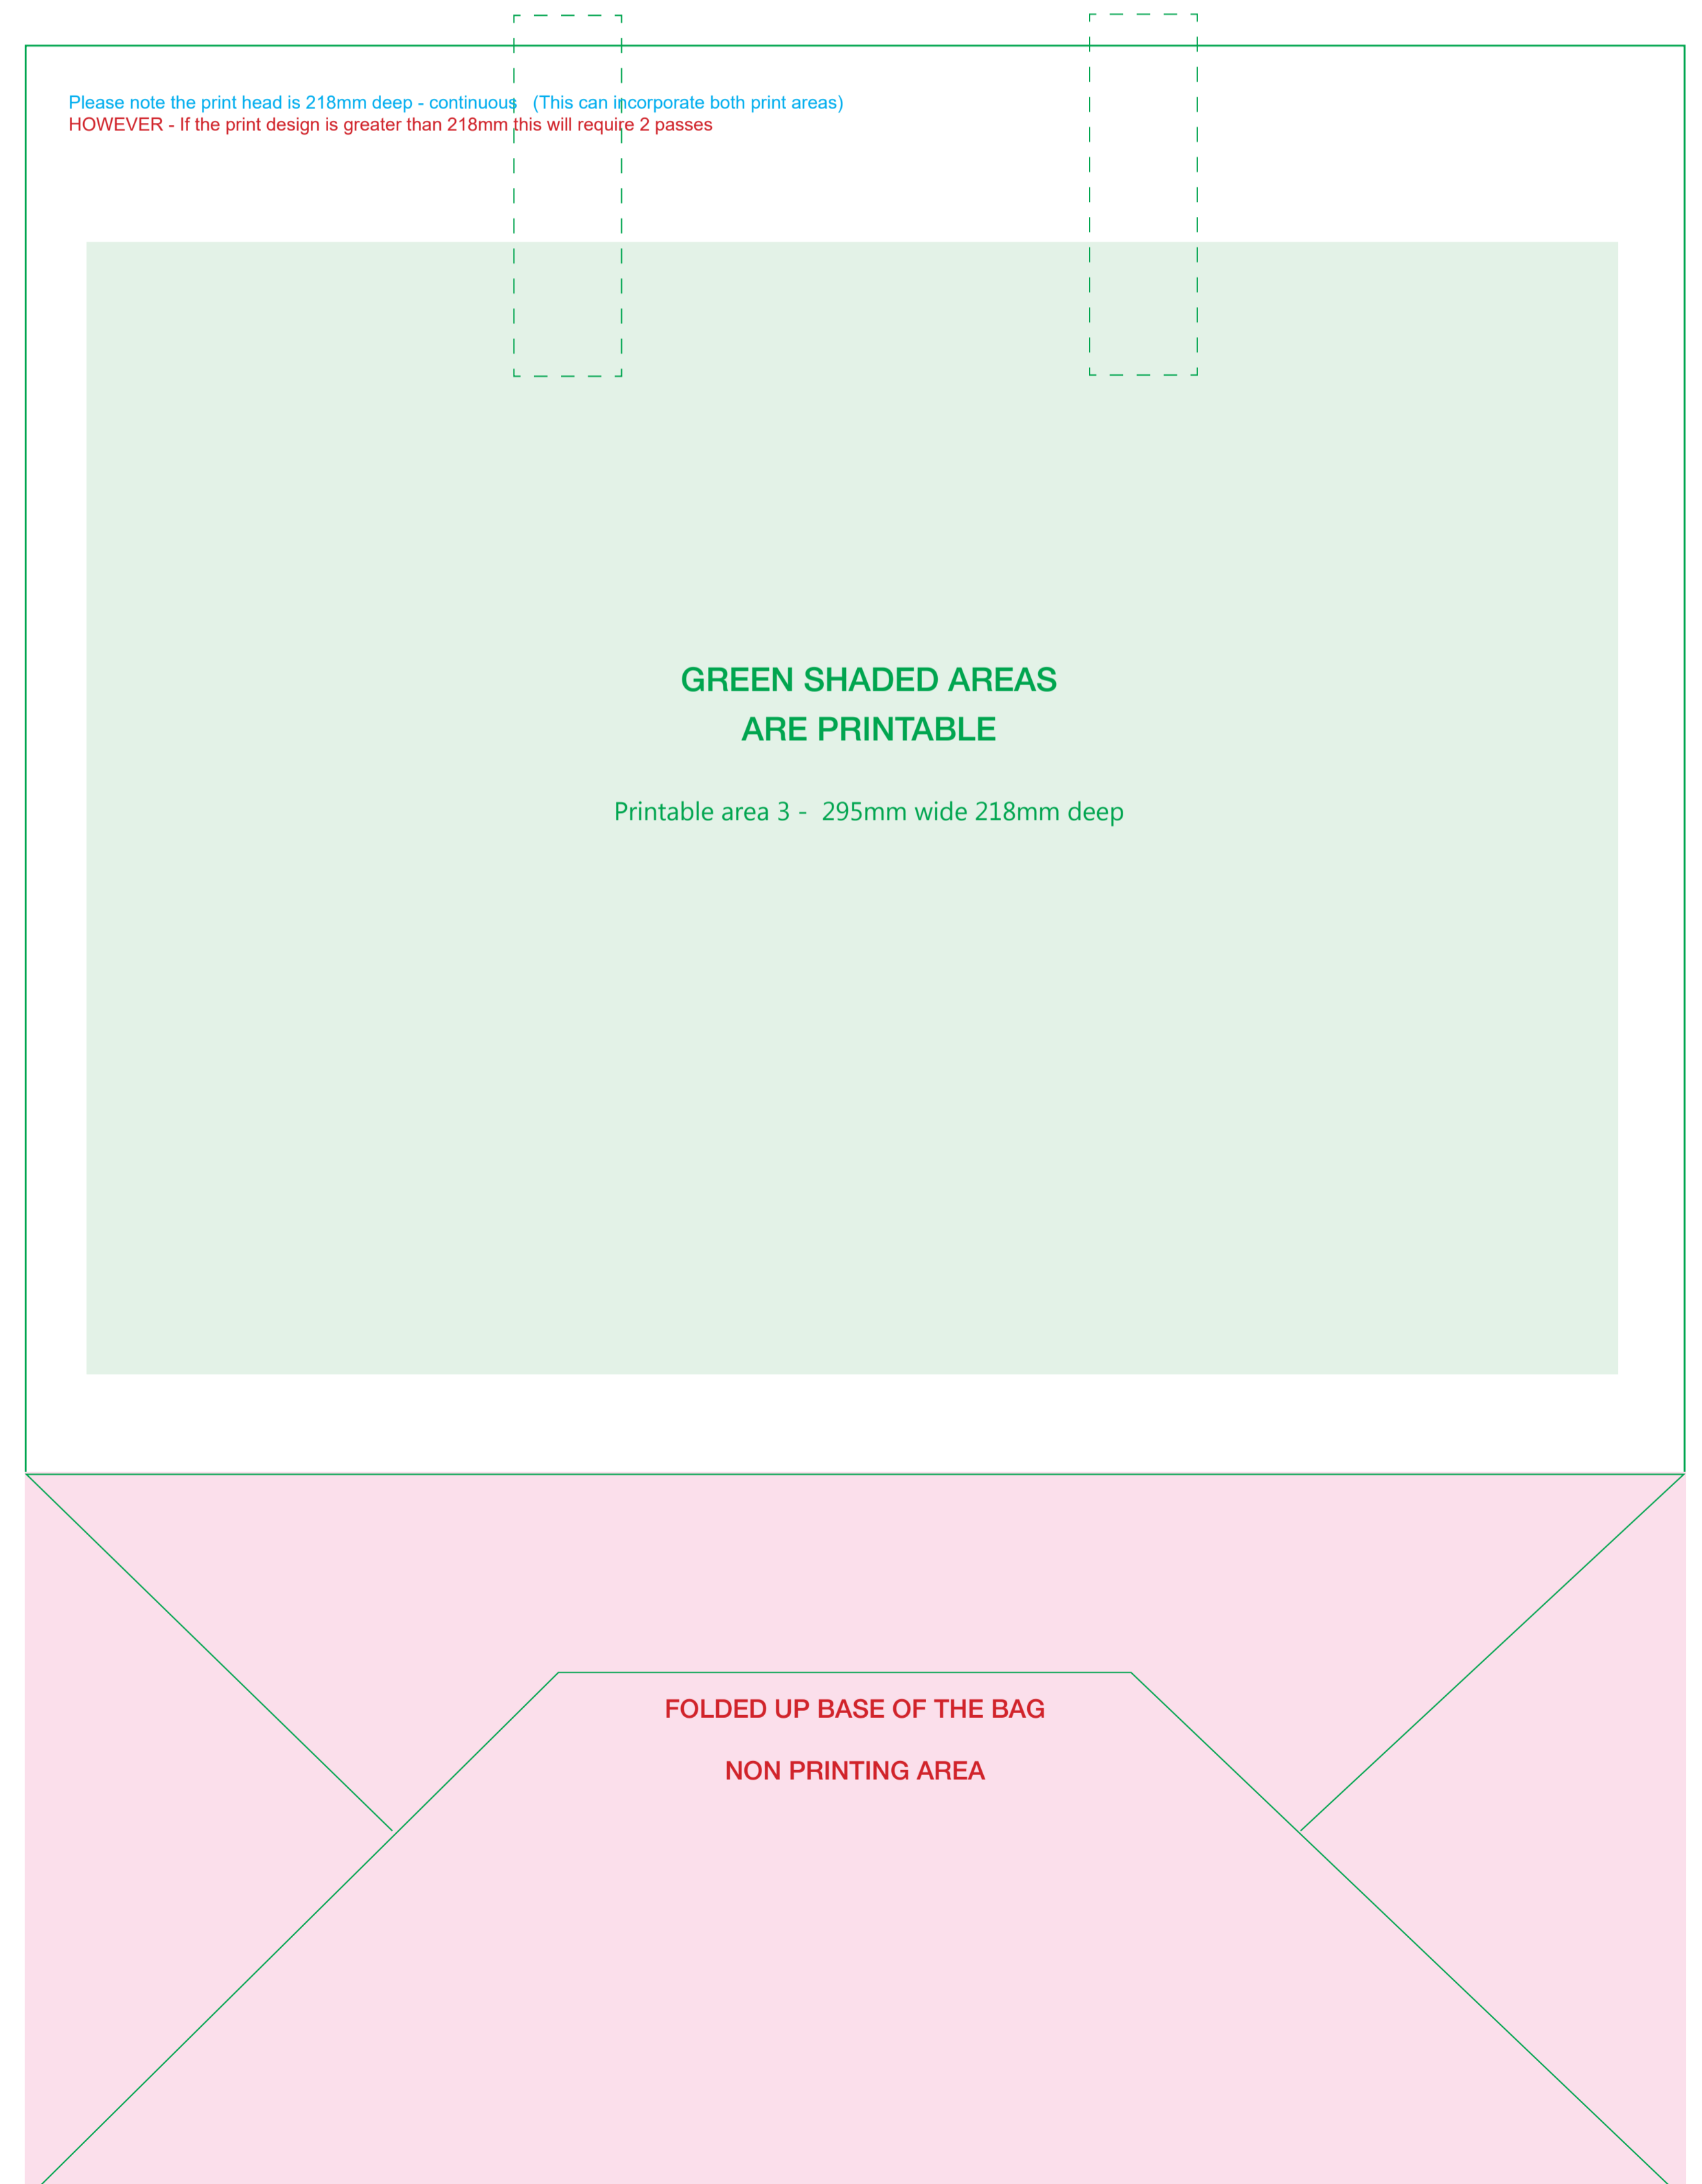 Please note the print head is 218mm deep - continuous   (This can incorporate both print areas)
HOWEVER - If the print design is greater than 218mm this will require 2 passes
GREEN SHADED AREAS
ARE PRINTABLE
Printable area 3 -  295mm wide 218mm deep
FOLDED UP BASE OF THE BAG
NON PRINTING AREA